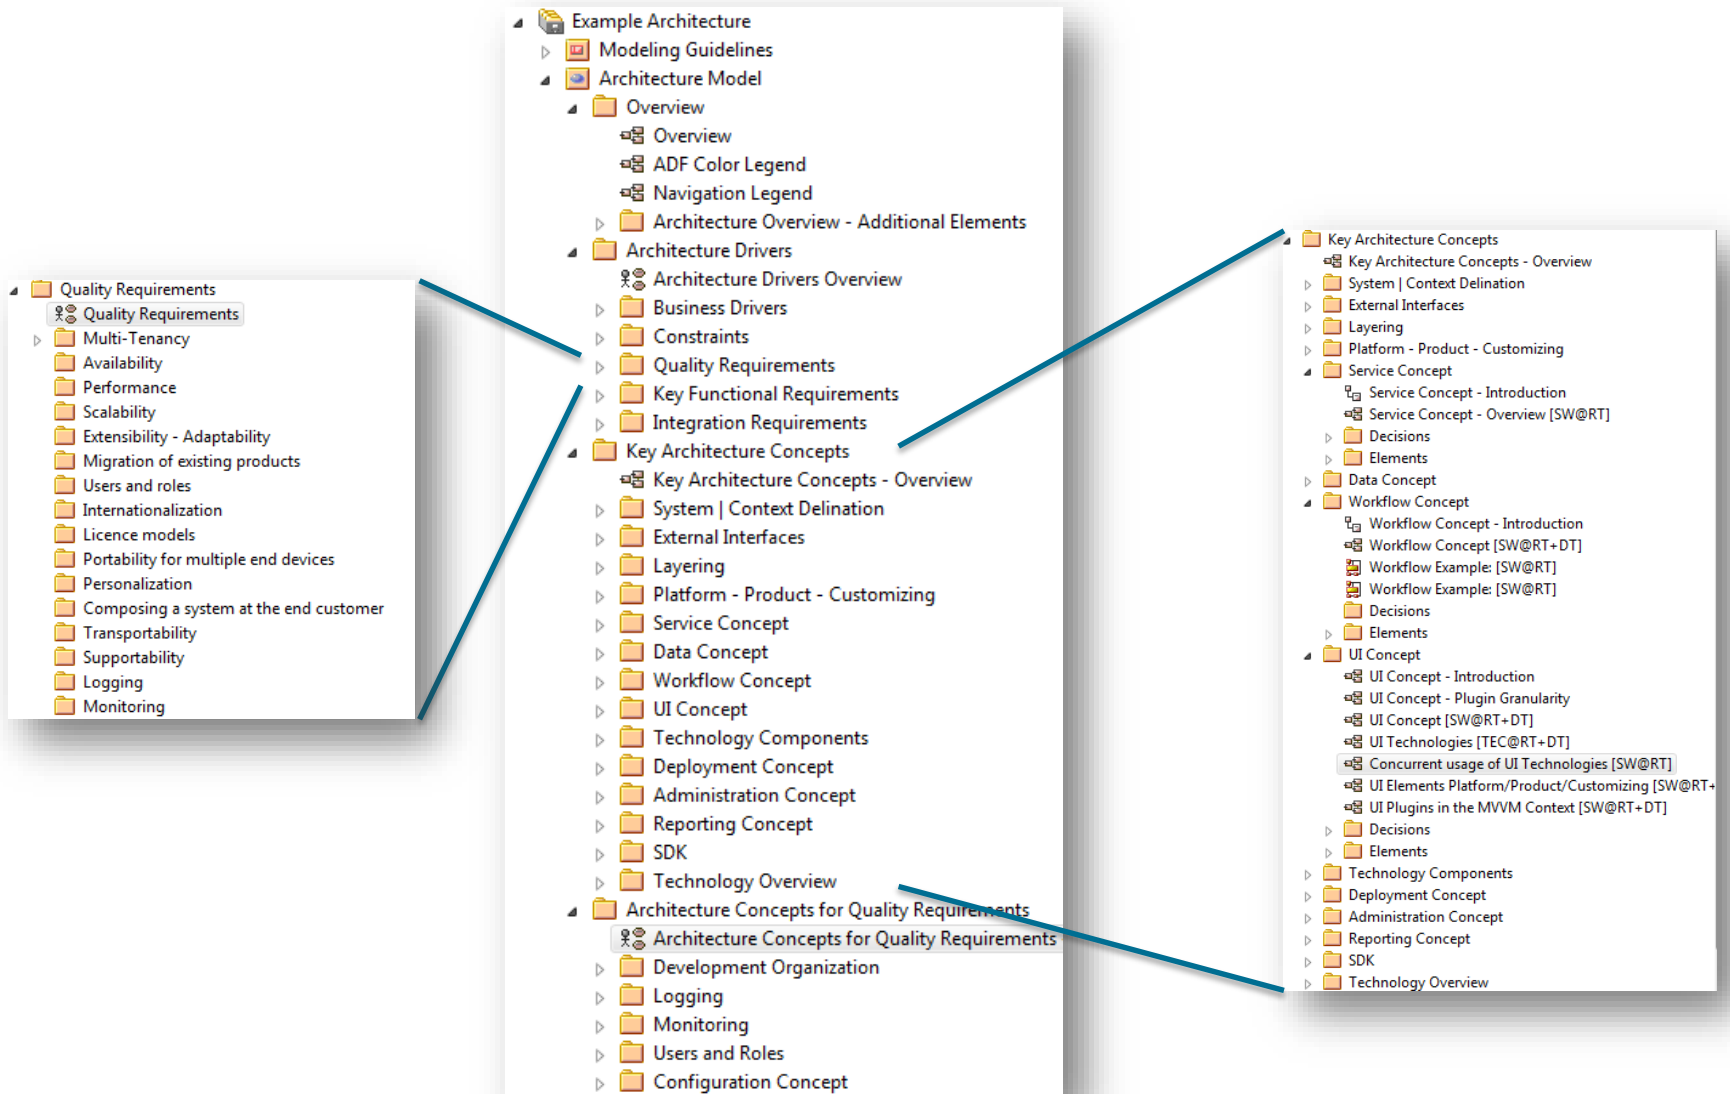 Quality Requirements
Quality Requirements
Multi-Tenancy
Availability
Performance
Scalability
Extensibility - Adaptability
Migration of existing products
Users and roles
Internationalization
Licence models
Portability for multiple end devices
Personalization
Composing a system at the end customer
Transportability
Supportability
Logging
Monitoring
Example Architecture
Modeling Guidelines
Architecture Model
Overview
Overview
ADF Color Legend
Navigation Legend
Architecture Overview - Additional Elements
Architecture Drivers
Architecture Drivers Overview
Business Drivers
Constraints
Quality Requirements
Key Functional Requirements
Integration Requirements
Key Architecture Concepts
Key Architecture Concepts - Overview
System | Context Delination
External Interfaces
Layering
Platform - Product - Customizing
Service Concept
Data Concept
Workflow Concept
UI Concept
Technology Components
Deployment Concept
Administration Concept
Reporting Concept
SDK
Technology Overview
Architecture Concepts for Quality Requirements
Architecture Concepts for Quality Requirements
Development Organization
Logging
Monitoring
Users and Roles
Configuration Concept
Key Architecture Concepts
Key Architecture Concepts - Overview
System | Context Delination
External Interfaces
Layering
Platform - Product - Customizing
Service Concept
Service Concept - Introduction
Service Concept - Overview [SW@RT]
Decisions
Elements
Data Concept
Workflow Concept
Workflow Concept - Introduction
Workflow Concept [SW@RT+DT]
Workflow Example: [SW@RT]
Workflow Example: [SW@RT]
Decisions
Elements
UI Concept
UI Concept - Introduction
UI Concept - Plugin Granularity
UI Concept [SW@RT+DT]
UI Technologies [TEC@RT+DT]
Concurrent usage of UI Technologies [SW@RT]
UI Elements Platform/Product/Customizing [SW@RT+
UI Plugins in the MVVM Context [SW@RT+DT]
Decisions
Elements
Technology Components
Deployment Concept
Administration Concept
Reporting Concept
SDK
Technology Overview